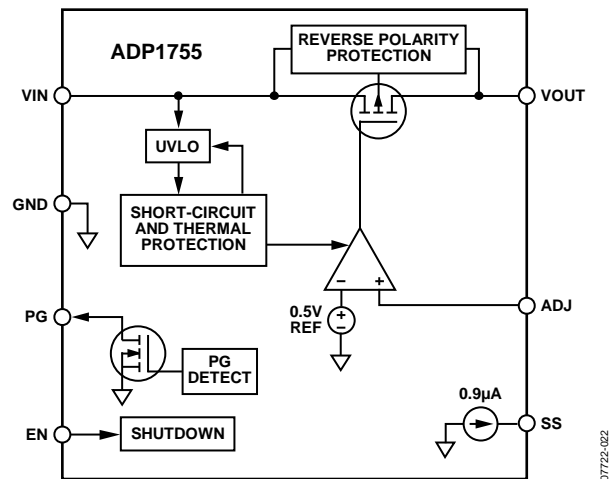 ADP1755
REVERSE POLARITY
PROTECTION
VIN
VOUT
UVLO
GND
SHORT-CIRCUIT
AND THERMAL
PROTECTION
– +
0.5V
REF
+
–
ADJ
PG
PG
DETECT
0.9µA
SS
EN
SHUTDOWN
07722-022